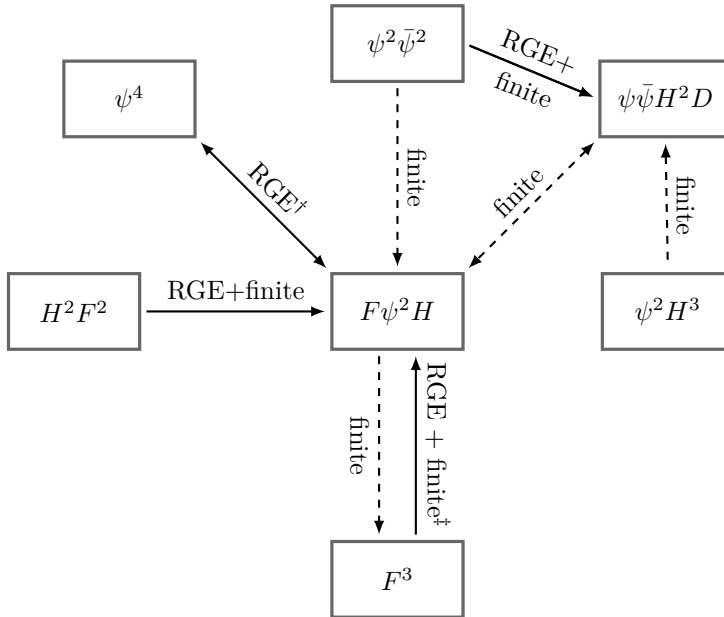 ψ²ψ̄²
RGE+
finite
ψ⁴
ψψ̄H²D
RGE†
finite
finite
finite
H²F²
RGE+finite
Fψ²H
ψ²H³
finite
RGE + finite‡
F³